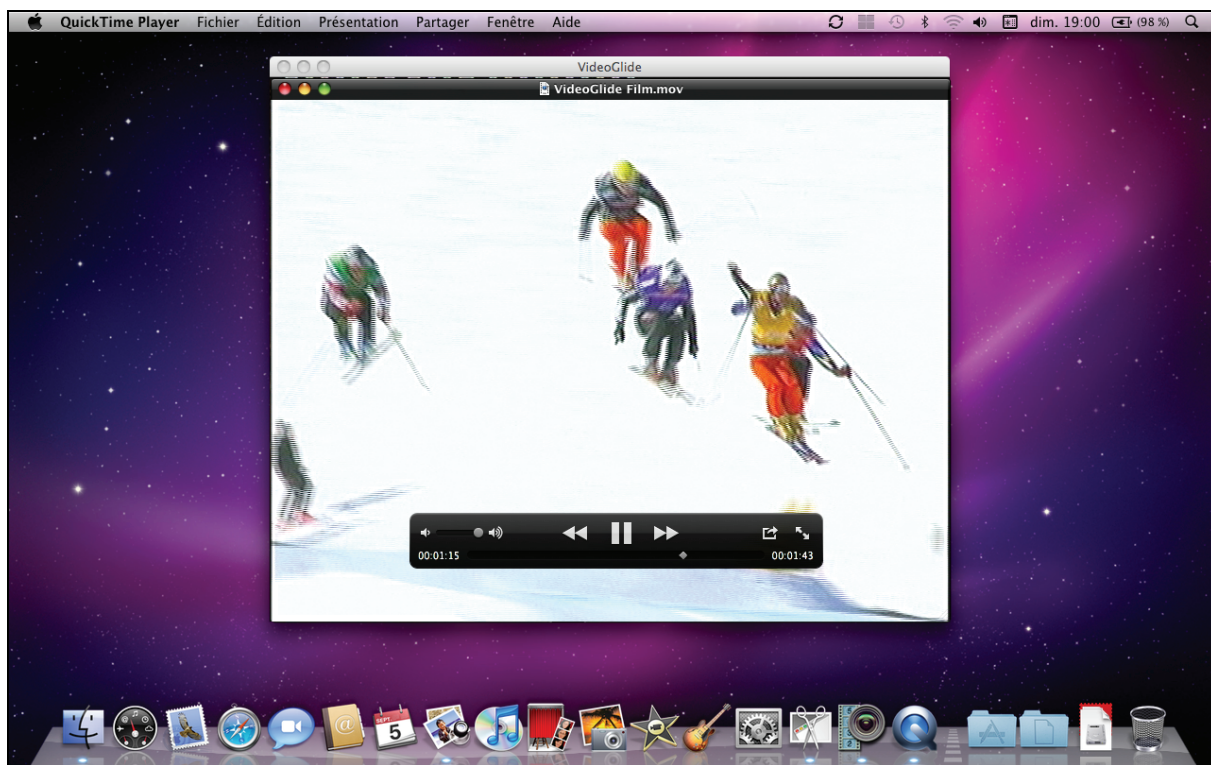 QuickTime Player Fichier Édition Présentation Partager Fenêtre Aide dim. 19:00 (98 %)
VideoGlide
VideoGlide Film.mov
00:01:15 00:01:43
SEPT.
5